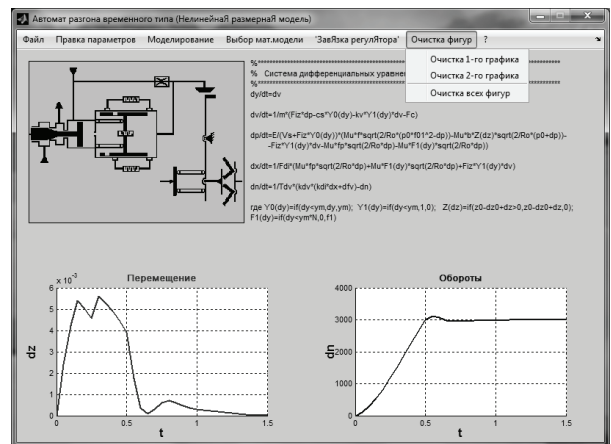 Автомат разгона временного типа (Нелинейная размерная модель)
Файл Правка параметров Моделирование Выбор мат.модели 'ЗавЯзка регулЯтора' Очистка фигур ?
Очистка 1-го графика
Очистка 2-го графика
Очистка всех фигур
% Система дифференциальных уравне
dy/dt=dv
dv/dt=1/m*(Fiz*dp-cs*Y0(dy)-kv*Y1(dy)*dv-Fc)
dp/dt=E/(Vs+Fiz*Y0(dy))*(Mu*f*sqrt(2/Ro*(p0*f01^2-dp))-Mu*b*Z(dz)*sqrt(2/Ro*(p0+dp))-
-Fiz*Y1(dy)*dv-Mu*fp*sqrt(2/Ro*dp)-Mu*F1(dy)*sqrt(2/Ro*dp))
dx/dt=1/Fdi*(Mu*fp*sqrt(2/Ro*dp)+Mu*F1(dy)*sqrt(2/Ro*dp)+Fiz*Y1(dy)*dv)
dn/dt=1/Tdv*(kdv*(kdi*dx+dfv)-dn)
где Y0(dy)=if(dy<ym,dy,ym); Y1(dy)=if(dy<ym,1,0); Z(dz)=if(z0-dz0+dz>0,z0-dz0+dz,0);
F1(dy)=if(dy<ym*N,0,f1)
Перемещение
x 10^-3
6
5
4
3
2
1
0
dz
0 0.5 1 1.5
t
Обороты
4000
3000
2000
1000
0
dn
0 0.5 1 1.5
t